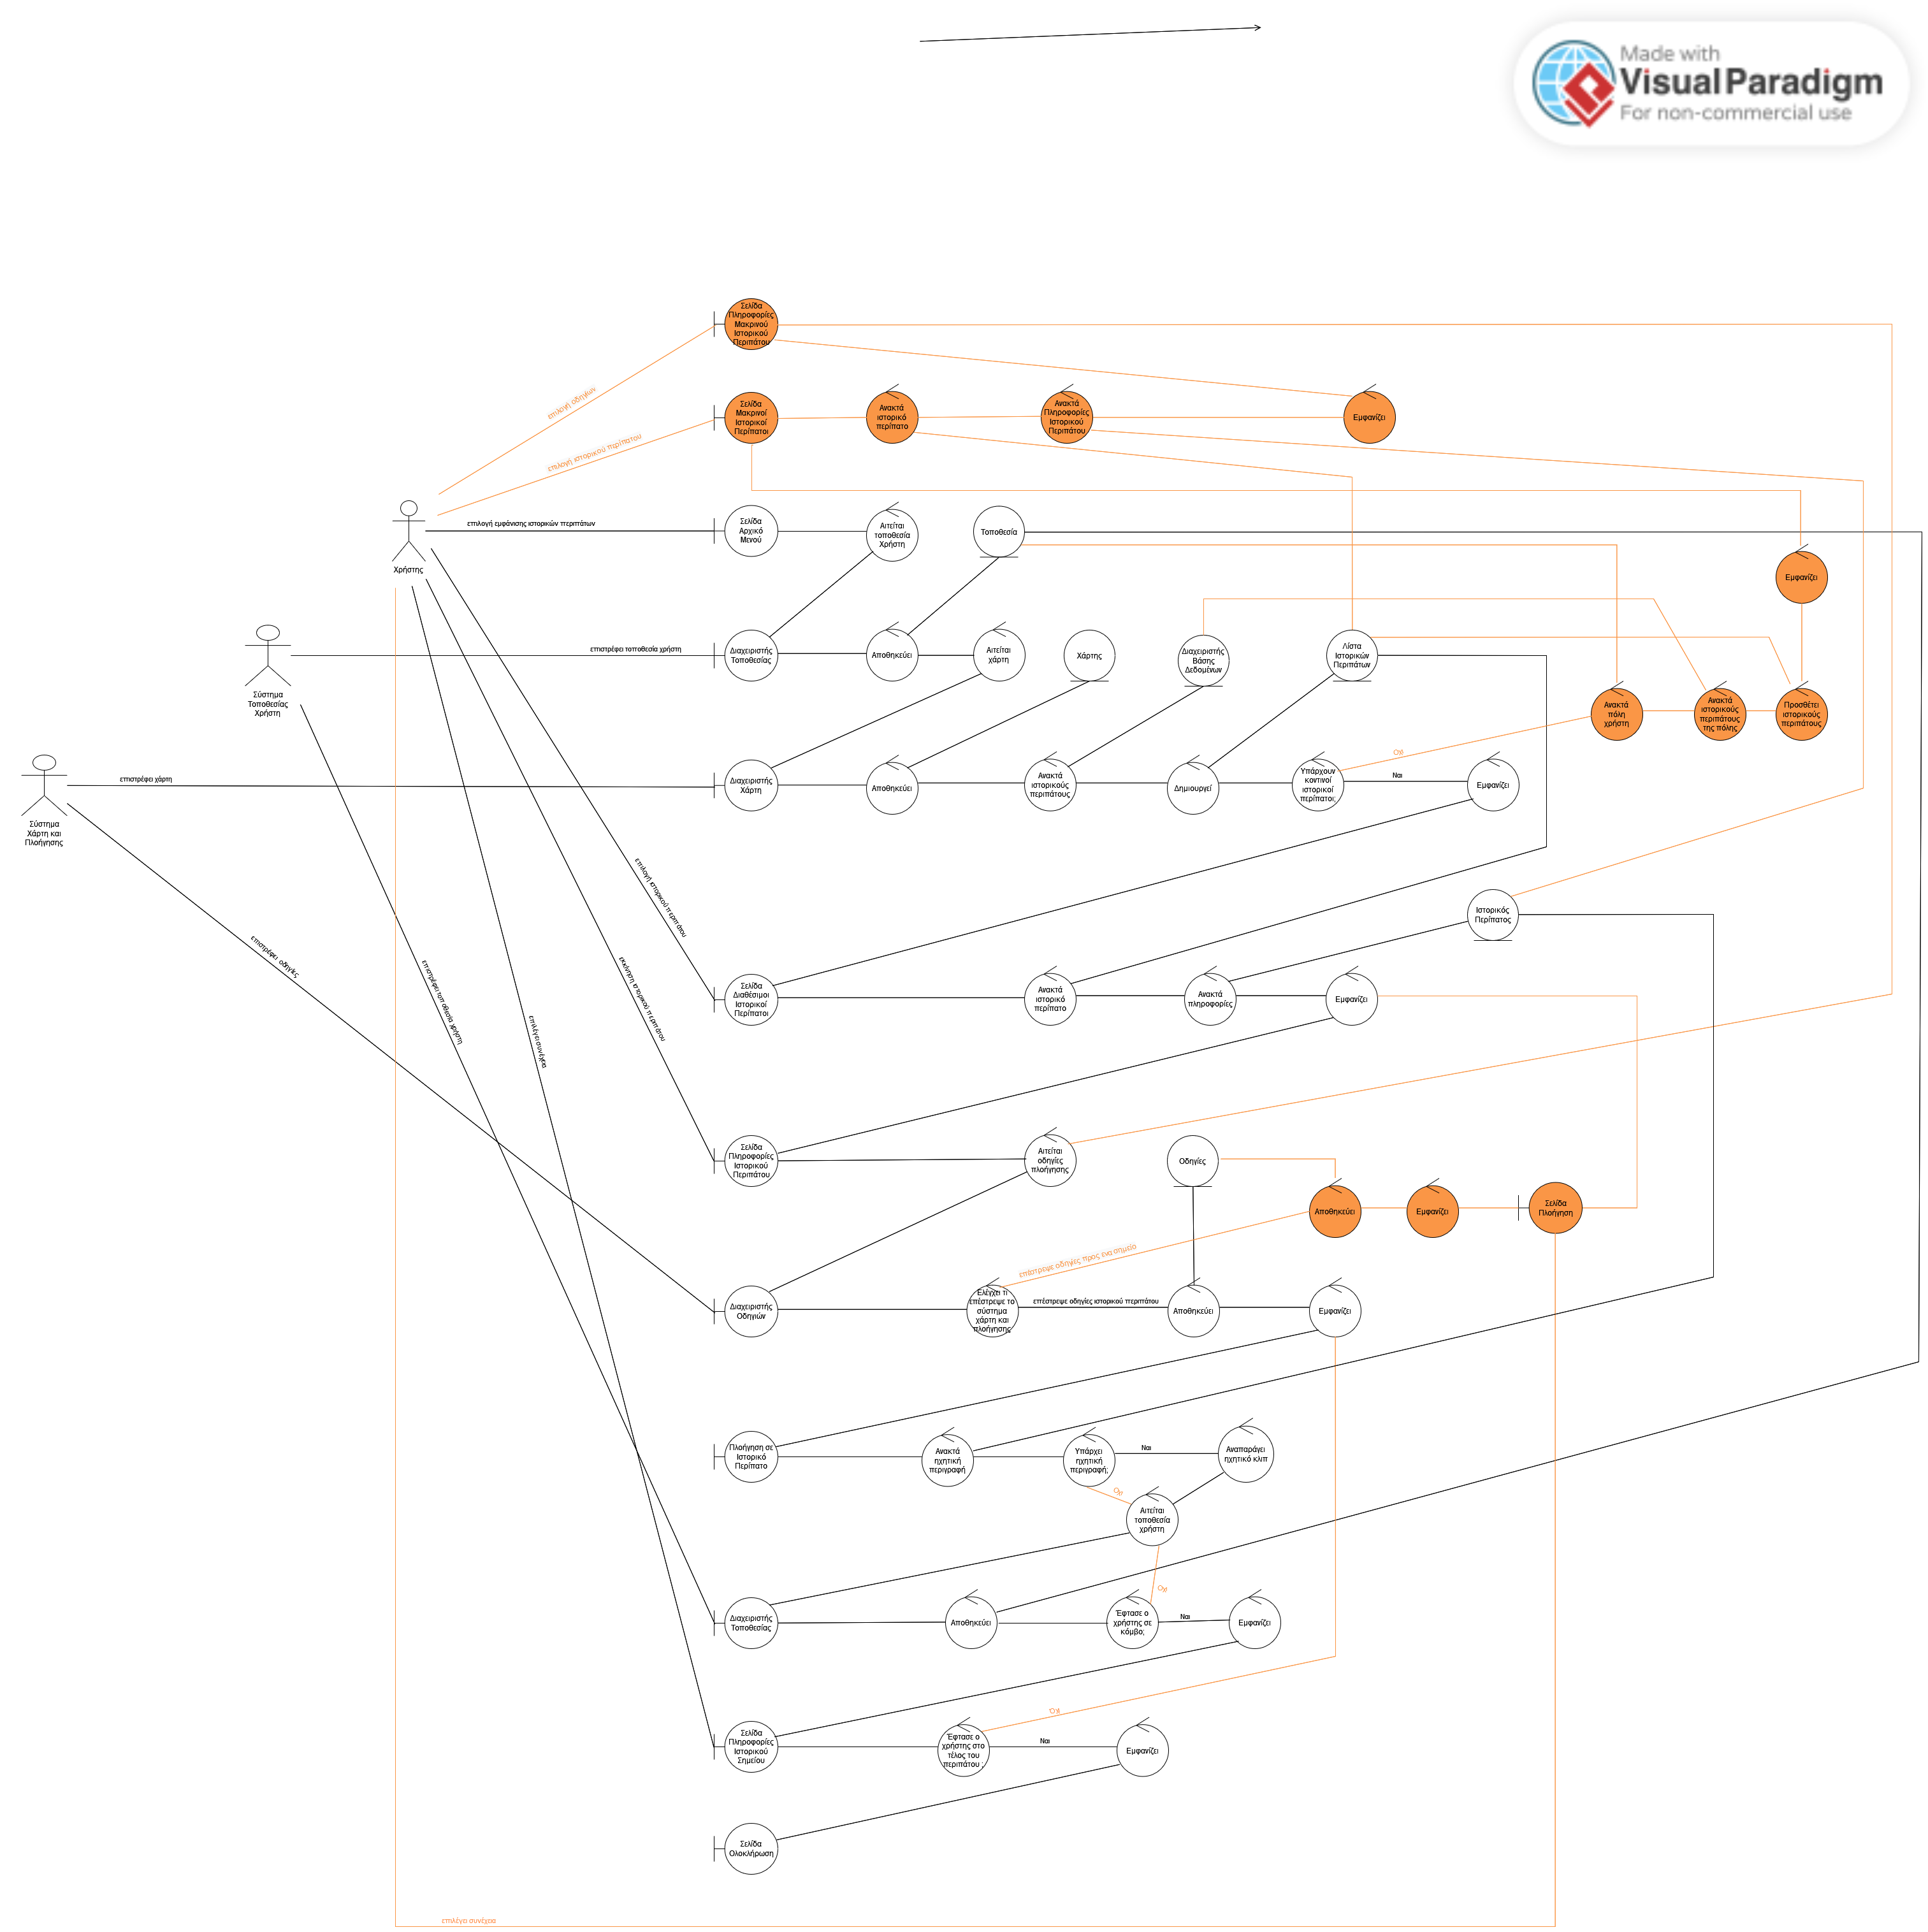 Made with
Visual Paradigm
For non-commercial use
Σελίδα
Πληροφορίες
Μακρινού
Ιστορικού
Περιπάτου
επιλογή οδηγιών
Σελίδα
Μακρινοί
Ιστορικοί
Περίπατοι
Ανακτά
ιστορικό
περίπατο
Ανακτά
Πληροφορίες
Ιστορικού
Περιπάτου
Εμφανίζει
επιλογή ιστορικού περίπατου
Χρήστης
επιλογή εμφάνισης ιστορικών περιπάτων
Σελίδα
Αρχικό
Μενού
Αιτείται
τοποθεσία
Χρήστη
Τοποθεσία
Εμφανίζει
Σύστημα
Τοποθεσίας
Χρήστη
επιστρέφει τοποθεσία χρήστη
Διαχειριστής
Τοποθεσίας
Αποθηκεύει
Αιτείται
χάρτη
Χάρτης
Διαχειριστής
Βάσης
Δεδομένων
Λίστα
Ιστορικών
Περιπάτων
Ανακτά
πόλη
χρήστη
Ανακτά
ιστορικούς
περιπάτους
της πόλης
Προσθέτει
ιστορικούς
περιπάτους
Σύστημα
Χάρτη και
Πλοήγησης
επιστρέφει χάρτη
Διαχειριστής
Χάρτη
Αποθηκεύει
Ανακτά
ιστορικούς
περιπάτους
Δημιουργεί
Υπάρχουν
κοντινοί
ιστορικοί
περίπατοι;
Οχι
Ναι
Εμφανίζει
επιλογή ιστορικού περιπάτου
Ιστορικός
Περίπατος
επιστρέφει οδηγίες
επιστρέφει τοποθεσία χρήστη
επιλέγει συνέχεια
εκκίνηση ιστορικού περιπάτου
Σελίδα
Διαθέσιμοι
Ιστορικοί
Περίπατοι
Ανακτά
ιστορικό
περίπατο
Ανακτά
πληροφορίες
Εμφανίζει
Σελίδα
Πληροφορίες
Ιστορικού
Περιπάτου
Αιτείται
οδηγίες
πλοήγησης
Οδηγίες
Αποθηκεύει
Εμφανίζει
Σελίδα
Πλοήγηση
επέστρεψε οδηγίες προς ενα σημείο
Διαχειριστής
Οδηγιών
Ελέγχει τι
επέστρεψε το
σύστημα
χάρτη και
πλοήγησης
επέστρεψε οδηγίες ιστορικού περιπάτου
Αποθηκεύει
Εμφανίζει
Πλοήγηση σε
Ιστορικό
Περίπατο
Ανακτά
ηχητική
περιγραφή
Υπάρχει
ηχητική
περιγραφή;
Ναι
Αναπαράγει
ηχητικό κλιπ
Οχι
Αιτείται
τοποθεσία
χρήστη
Οχι
Διαχειριστής
Τοποθεσίας
Αποθηκεύει
Έφτασε ο
χρήστης σε
κόμβο;
Ναι
Εμφανίζει
Σελίδα
Πληροφορίες
Ιστορικού
Σημείου
Έφτασε ο
χρήστης στο
τέλος του
περιπάτου ;
Οχι
Ναι
Εμφανίζει
Σελίδα
Ολοκλήρωση
επιλέγει συνέχεια